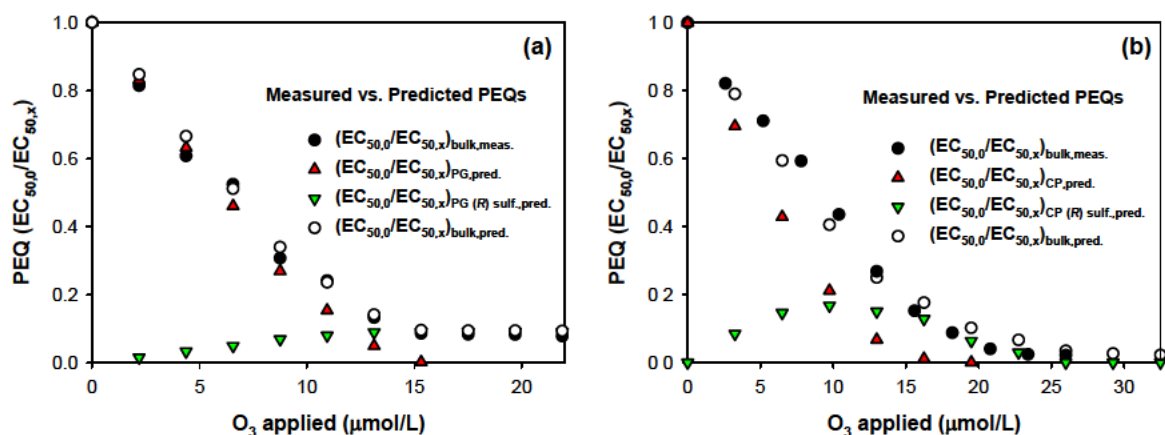 (a)
Measured vs. Predicted PEQs
(EC50,0/EC50,x)bulk,meas.
(EC50,0/EC50,x)PG,pred.
(EC50,0/EC50,x)PG (R) sulf.,pred.
(EC50,0/EC50,x)bulk,pred.
PEQ (EC50,0/EC50,x)
1.0
0.8
0.6
0.4
0.2
0.0
0 5 10 15 20
O3 applied (μmol/L)
(b)
Measured vs. Predicted PEQs
(EC50,0/EC50,x)bulk,meas.
(EC50,0/EC50,x)CP,pred.
(EC50,0/EC50,x)CP (R) sulf.,pred.
(EC50,0/EC50,x)bulk,pred.
PEQ (EC50,0/EC50,x)
1.0
0.8
0.6
0.4
0.2
0.0
0 5 10 15 20 25 30
O3 applied (μmol/L)